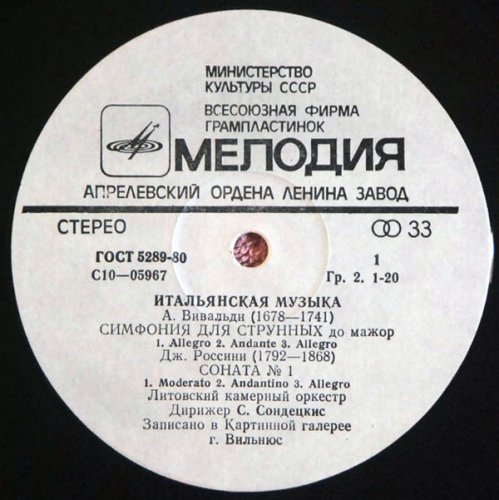 МИНИСТЕРСТВО
КУЛЬТУРЫ СССР
ВСЕСОЮЗНАЯ ФИРМА
ГРАМПЛАСТИНОК
МЕЛОДИЯ
АПРЕЛЕВСКИЙ ОРДЕНА ЛЕНИНА ЗАВОД
СТЕРЕО 33
ГОСТ 5289-80 1
С10—05967 Гр. 2. 1-20
ИТАЛЬЯНСКАЯ МУЗЫКА
А. Вивальди (1678—1741)
СИМФОНИЯ ДЛЯ СТРУННЫХ до мажор
1. Allegro 2. Andante 3. Allegro
Дж. Россини (1792—1868)
СОНАТА № 1
1. Moderato 2. Andantino 3. Allegro
Литовский камерный оркестр
Дирижер С. Сондецкис
Записано в Картинной галерее
г. Вильнюс